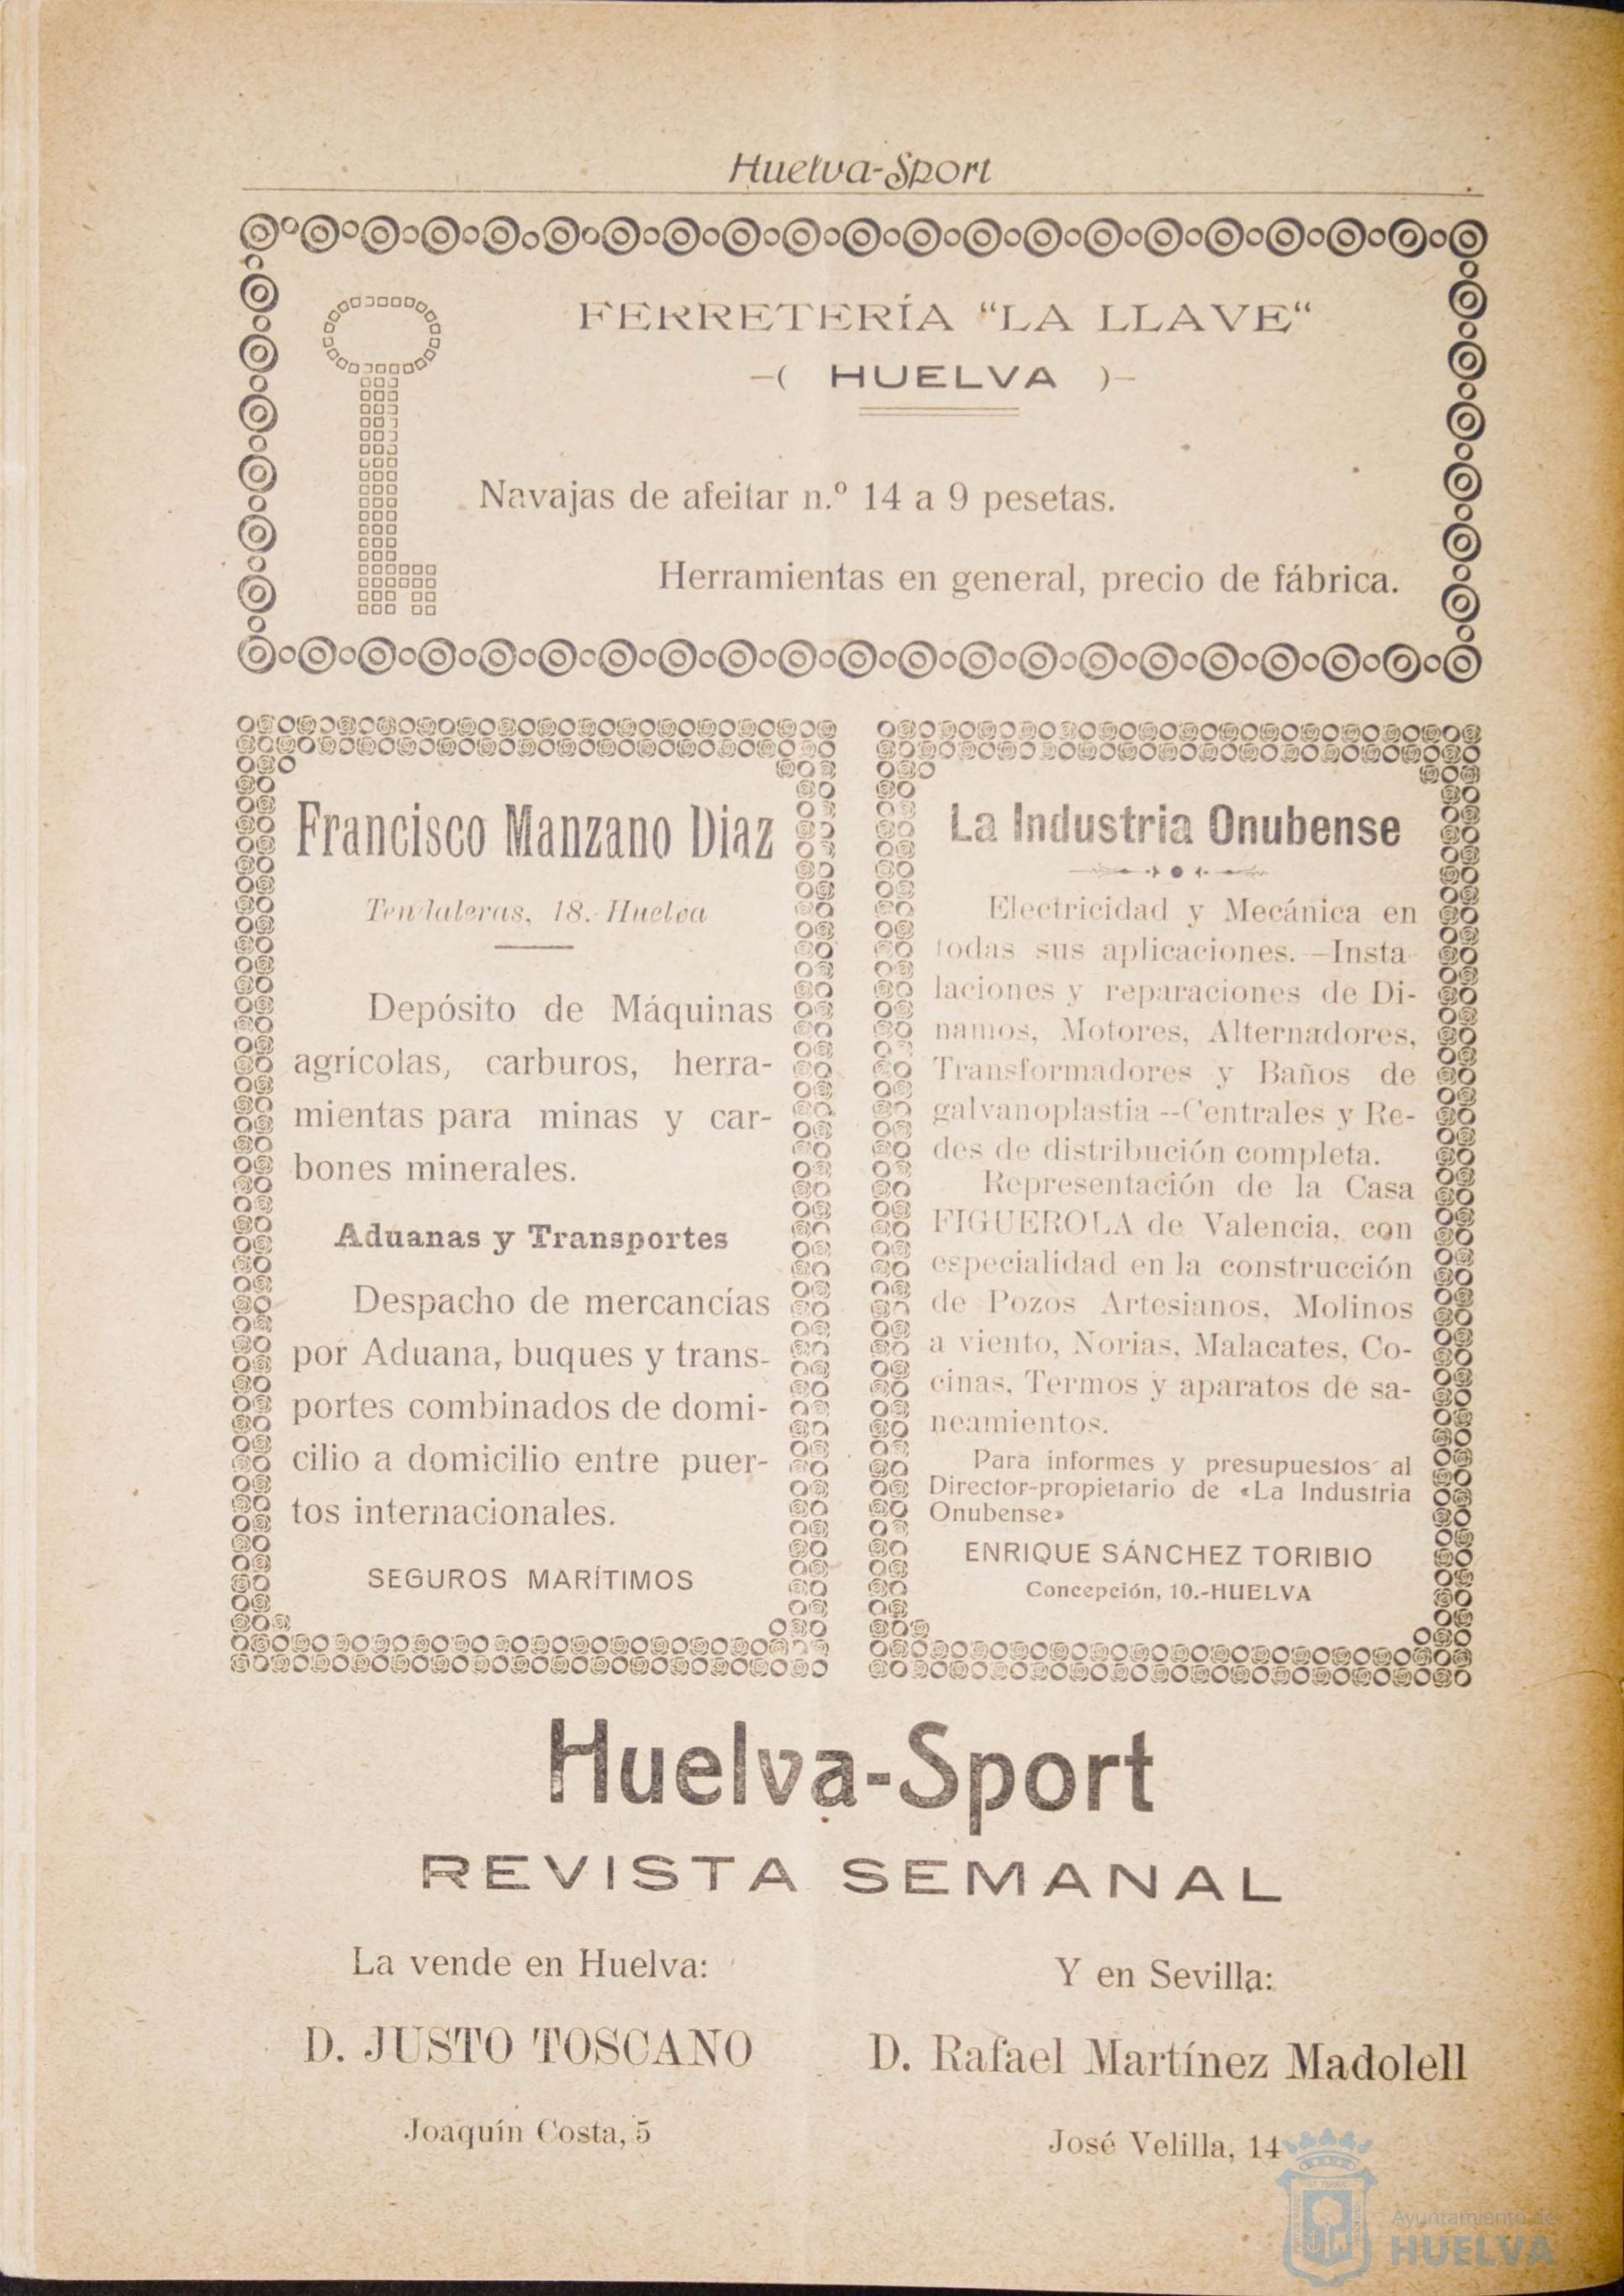 Huelva-Sport
FERRETERÍA “LA LLAVE“
-( HUELVA )-
Navajas de afeitar n.º 14 a 9 pesetas.
Herramientas en general, precio de fábrica.
Francisco Manzano Diaz
Tendaleras, 18.-Huelva
Depósito de Máquinas
agrícolas, carburos, herra-
mientas para minas y car-
bones minerales.
Aduanas y Transportes
Despacho de mercancías
por Aduana, buques y trans-
portes combinados de domi-
cilio a domicilio entre puer-
tos internacionales.
SEGUROS MARÍTIMOS
La Industria Onubense
Electricidad y Mecánica en
todas sus aplicaciones.—Insta-
laciones y reparaciones de Di-
namos, Motores, Alternadores,
Transformadores y Baños de
galvanoplastia--Centrales y Re-
des de distribución completa.
Representación de la Casa
FIGUEROLA de Valencia, con
especialidad en la construcción
de Pozos Artesianos, Molinos
a viento, Norias, Malacates, Co-
cinas, Termos y aparatos de sa-
neamientos.
Para informes y presupuestos al
Director-propietario de «La Industria
Onubense»
ENRIQUE SÁNCHEZ TORIBIO
Concepción, 10.-HUELVA
Huelva-Sport
REVISTA SEMANAL
La vende en Huelva:
D. JUSTO TOSCANO
Joaquín Costa, 5
Y en Sevilla:
D. Rafael Martínez Madolell
José Velilla, 14
Ayuntamiento de
HUELVA